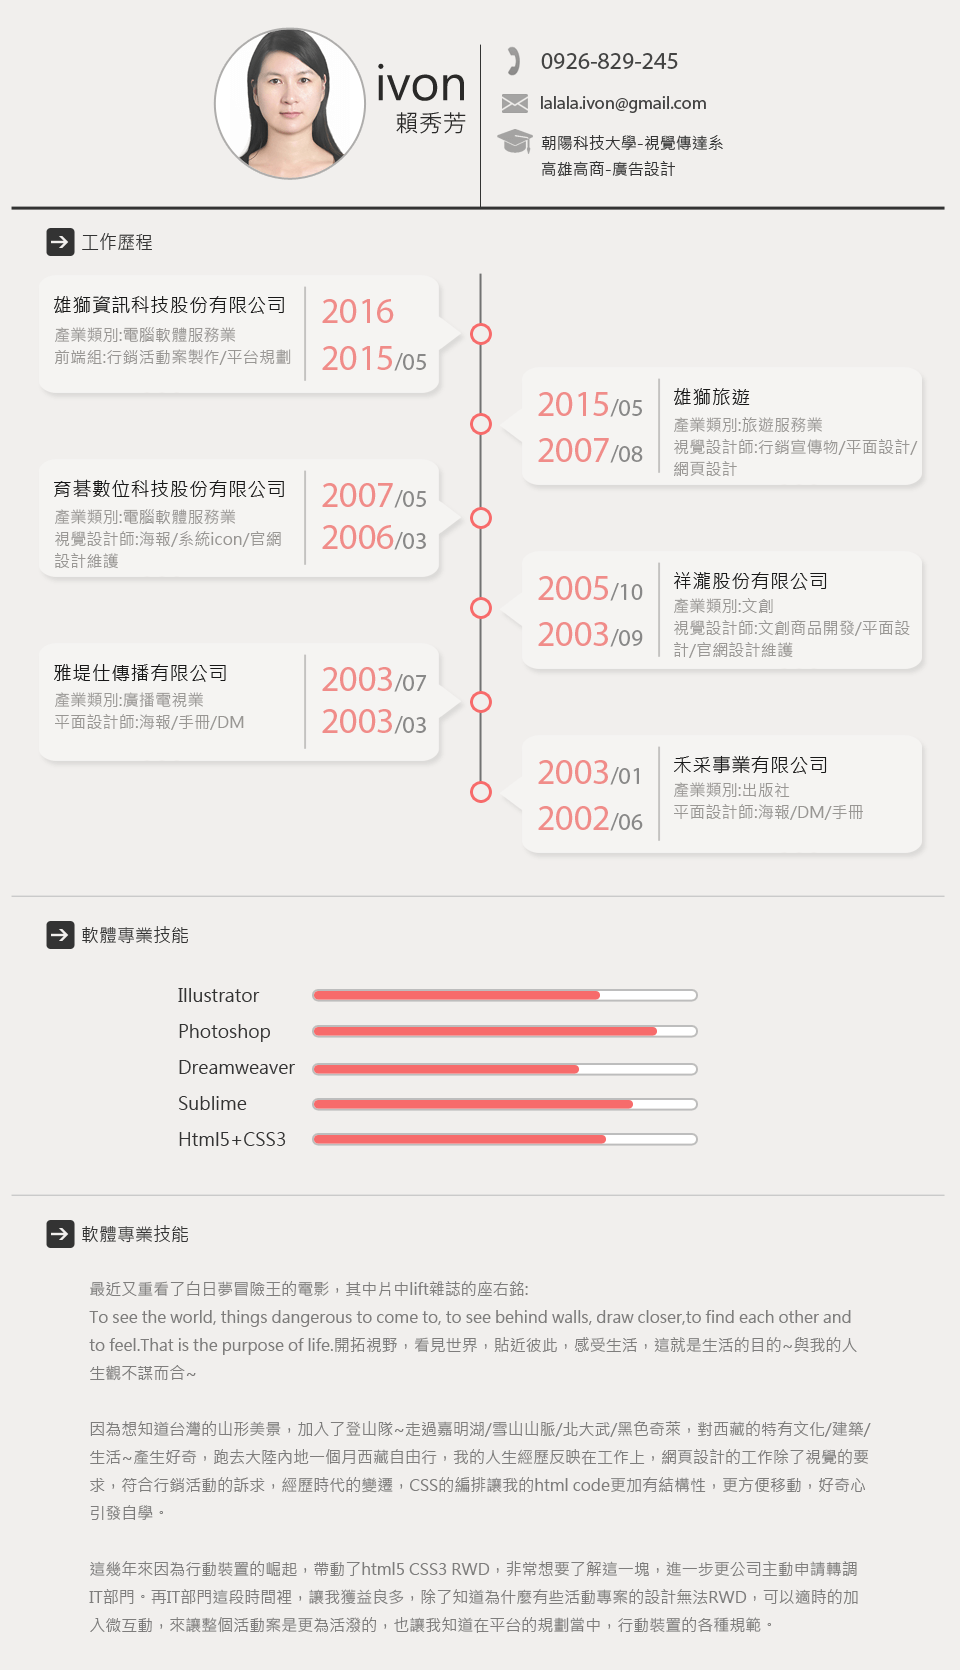 ivon
賴秀芳
0926-829-245
lalala.ivon@gmail.com
朝陽科技大學-視覺傳達系
高雄高商-廣告設計
工作歷程
雄獅資訊科技股份有限公司
產業類別:電腦軟體服務業
前端組:行銷活動案製作/平台規劃
2016
2015/05
2015/05
2007/08
雄獅旅遊
產業類別:旅遊服務業
視覺設計師:行銷宣傳物/平面設計/
網頁設計
育碁數位科技股份有限公司
產業類別:電腦軟體服務業
視覺設計師:海報/系統icon/官網
設計維護
2007/05
2006/03
2005/10
2003/09
祥瀧股份有限公司
產業類別:文創
視覺設計師:文創商品開發/平面設
計/官網設計維護
雅堤仕傳播有限公司
產業類別:廣播電視業
平面設計師:海報/手冊/DM
2003/07
2003/03
2003/01
2002/06
禾采事業有限公司
產業類別:出版社
平面設計師:海報/DM/手冊
軟體專業技能
Illustrator
Photoshop
Dreamweaver
Sublime
Html5+CSS3
軟體專業技能
最近又重看了白日夢冒險王的電影，其中片中lift雜誌的座右銘:
To see the world, things dangerous to come to, to see behind walls, draw closer,to find each other and
to feel.That is the purpose of life.開拓視野，看見世界，貼近彼此，感受生活，這就是生活的目的~與我的人
生觀不謀而合~
因為想知道台灣的山形美景，加入了登山隊~走過嘉明湖/雪山山脈/北大武/黑色奇萊，對西藏的特有文化/建築/
生活~產生好奇，跑去大陸內地一個月西藏自由行，我的人生經歷反映在工作上，網頁設計的工作除了視覺的要
求，符合行銷活動的訴求，經歷時代的變遷，CSS的編排讓我的html code更加有結構性，更方便移動，好奇心
引發自學。
這幾年來因為行動裝置的崛起，帶動了html5 CSS3 RWD，非常想要了解這一塊，進一步更公司主動申請轉調
IT部門。再IT部門這段時間裡，讓我獲益良多，除了知道為什麼有些活動專案的設計無法RWD，可以適時的加
入微互動，來讓整個活動案是更為活潑的，也讓我知道在平台的規劃當中，行動裝置的各種規範。